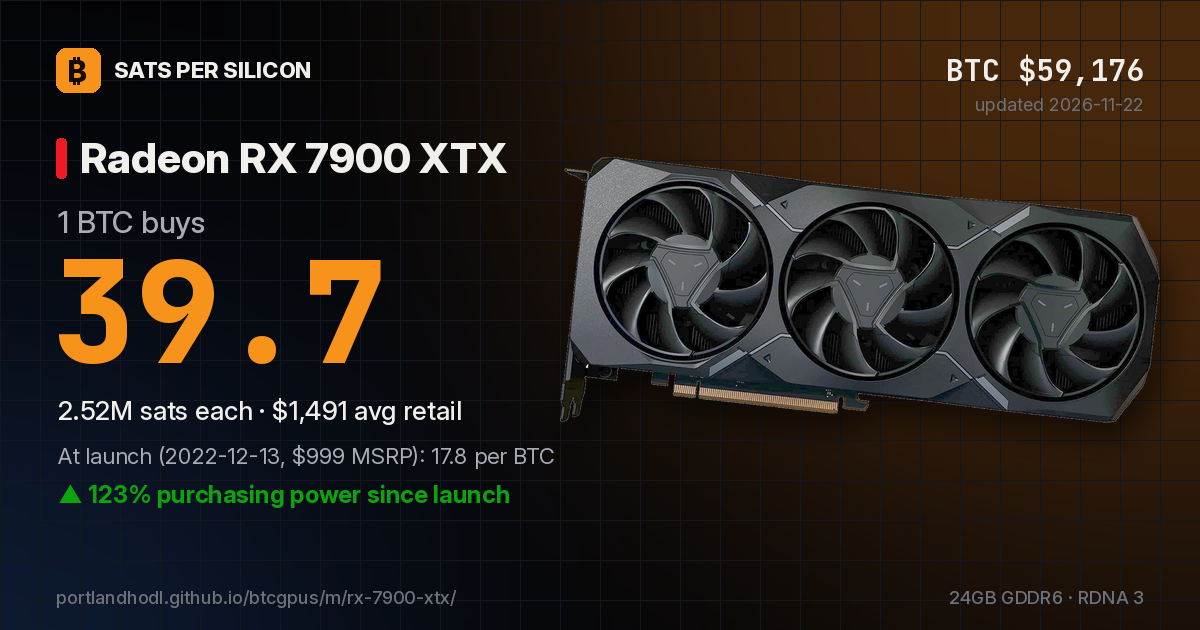 ₿ SATS PER SILICON
BTC $59,176
updated 2026-11-22
Radeon RX 7900 XTX
1 BTC buys
39.7
2.52M sats each · $1,491 avg retail
At launch (2022-12-13, $999 MSRP): 17.8 per BTC
▲ 123% purchasing power since launch
portlandhodl.github.io/btcgpus/m/rx-7900-xtx/
24GB GDDR6 · RDNA 3